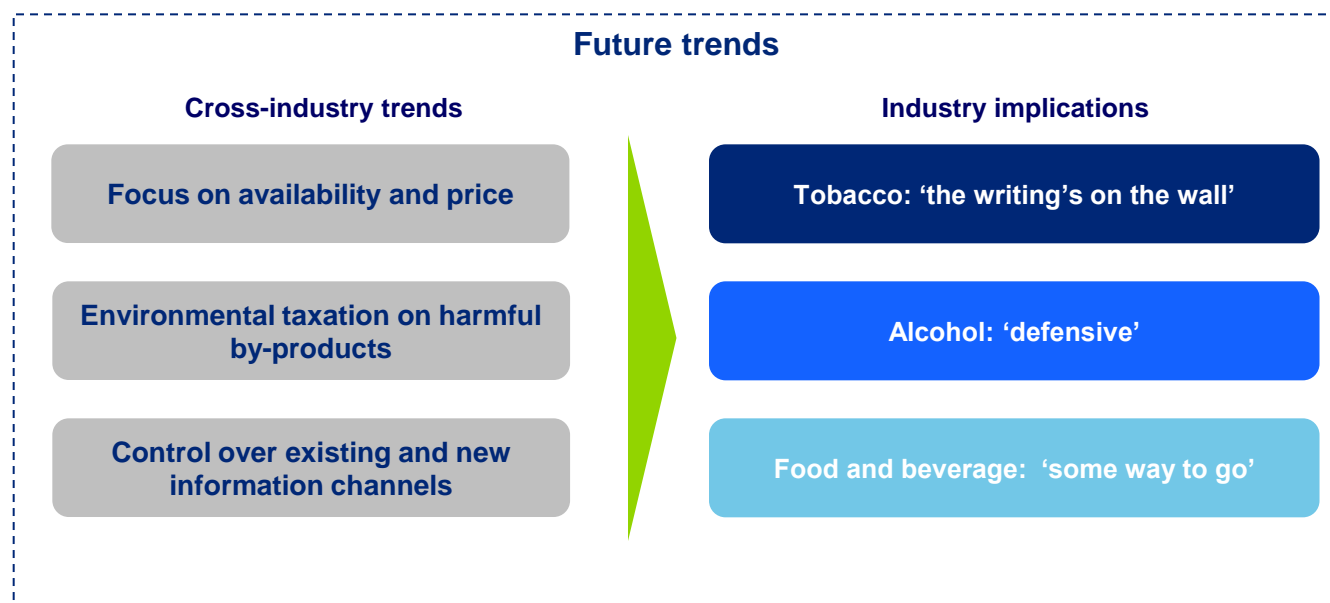 Future trends
Cross-industry trends
Focus on availability and price
Environmental taxation on harmful
by-products
Control over existing and new
information channels
Industry implications
Tobacco: ‘the writing’s on the wall’
Alcohol: ‘defensive’
Food and beverage:  ‘some way to go’